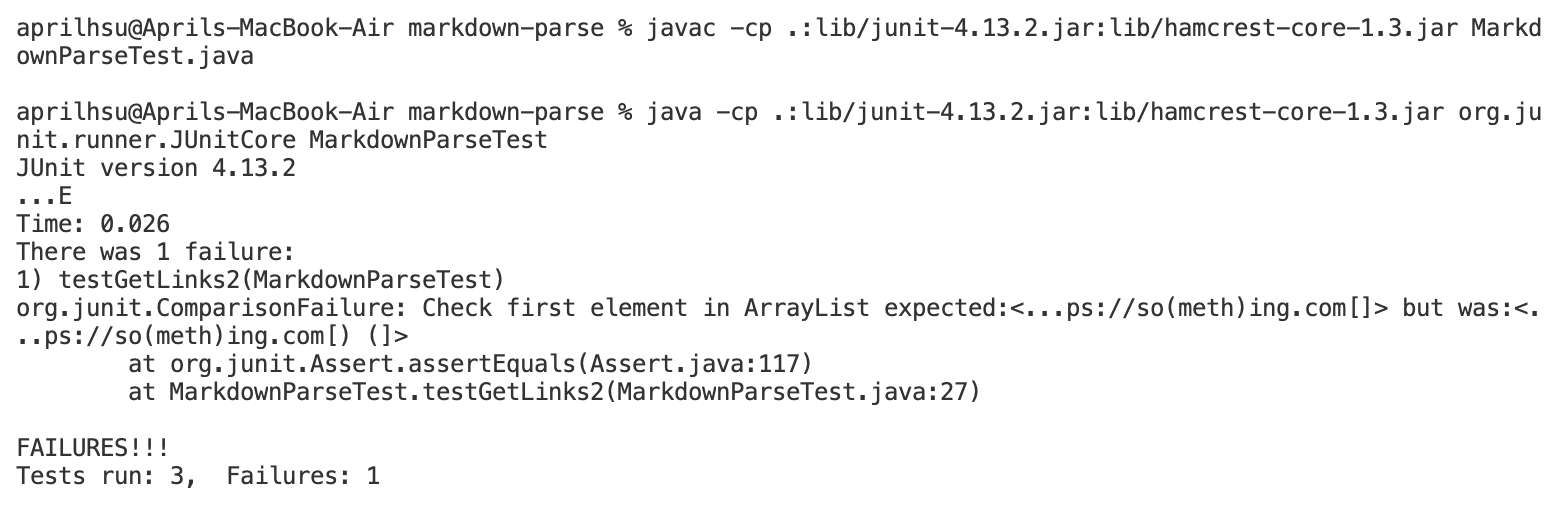 aprilhsu@Aprils-MacBook-Air markdown-parse % javac -cp .:lib/junit-4.13.2.jar:lib/hamcrest-core-1.3.jar Markd
ownParseTest.java
aprilhsu@Aprils-MacBook-Air markdown-parse % java -cp .:lib/junit-4.13.2.jar:lib/hamcrest-core-1.3.jar org.ju
nit.runner.JUnitCore MarkdownParseTest
JUnit version 4.13.2
...E
Time: 0.026
There was 1 failure:
1) testGetLinks2(MarkdownParseTest)
org.junit.ComparisonFailure: Check first element in ArrayList expected:<...ps://so(meth)ing.com[]> but was:<.
..ps://so(meth)ing.com[) (]>
        at org.junit.Assert.assertEquals(Assert.java:117)
        at MarkdownParseTest.testGetLinks2(MarkdownParseTest.java:27)
FAILURES!!!
Tests run: 3,  Failures: 1